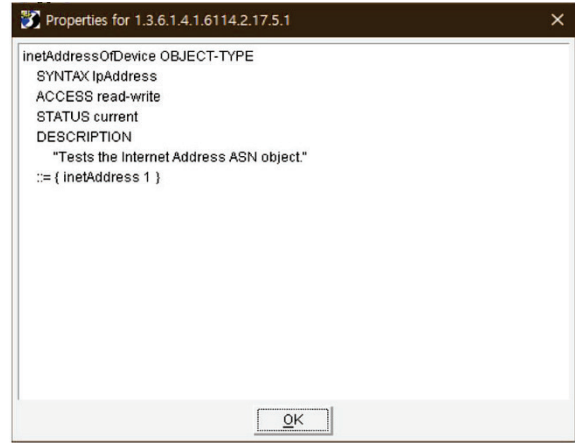 Properties for 1.3.6.1.4.1.6114.2.17.5.1
inetAddressOfDevice OBJECT-TYPE
SYNTAX IpAddress
ACCESS read-write
STATUS current
DESCRIPTION
"Tests the Internet Address ASN object."
::= { inetAddress 1 }
OK